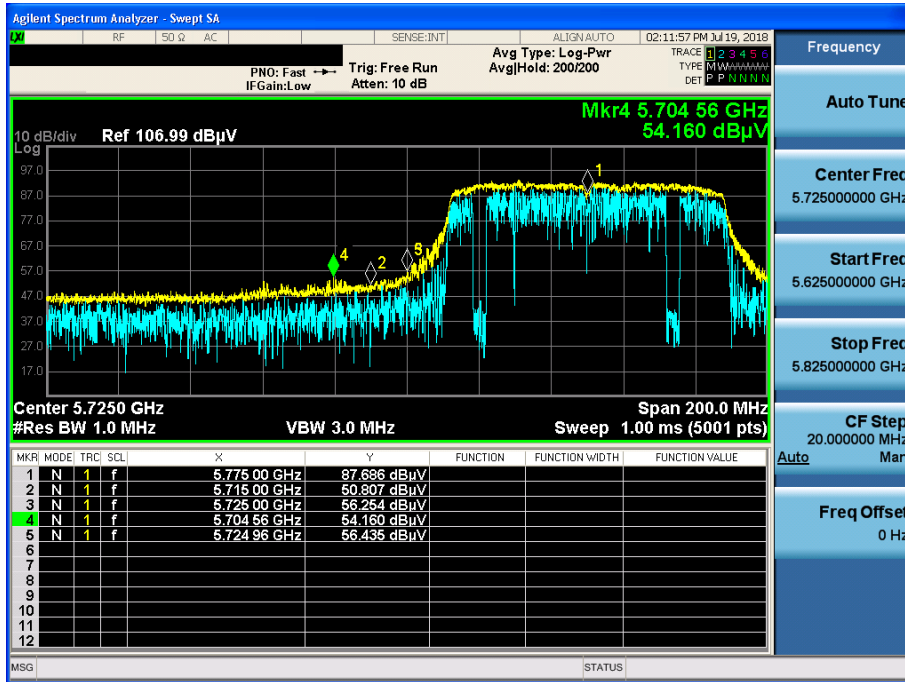 Agilent Spectrum Analyzer - Swept SA
LXI RF 50 Ω AC SENSE:INT ALIGNAUTO 02:11:57 PM Jul 19, 2018
PNO: Fast Trig: Free Run Avg Type: Log-Pwr TRACE 1 2 3 4 5 6
IFGain:Low Atten: 10 dB Avg|Hold: 200/200 TYPE M W W W W W
DET P P N N N N
Mkr4 5.704 56 GHz
54.160 dBµV
10 dB/div Ref 106.99 dBµV
Log
97.0
87.0
77.0
67.0
57.0
47.0
37.0
27.0
17.0
1
4
2
Center 5.7250 GHz Span 200.0 MHz
#Res BW 1.0 MHz VBW 3.0 MHz Sweep 1.00 ms (5001 pts)
MKR MODE TRC SCL X Y FUNCTION FUNCTION WIDTH FUNCTION VALUE
1 N 1 f 5.775 00 GHz 87.686 dBµV
2 N 1 f 5.715 00 GHz 50.807 dBµV
3 N 1 f 5.725 00 GHz 56.254 dBµV
4 N 1 f 5.704 56 GHz 54.160 dBµV
5 N 1 f 5.724 96 GHz 56.435 dBµV
6
7
8
9
10
11
12
MSG STATUS
Frequency
Auto Tune
Center Freq
5.725000000 GHz
Start Freq
5.625000000 GHz
Stop Freq
5.825000000 GHz
CF Step
20.000000 MHz
Auto Man
Freq Offset
0 Hz